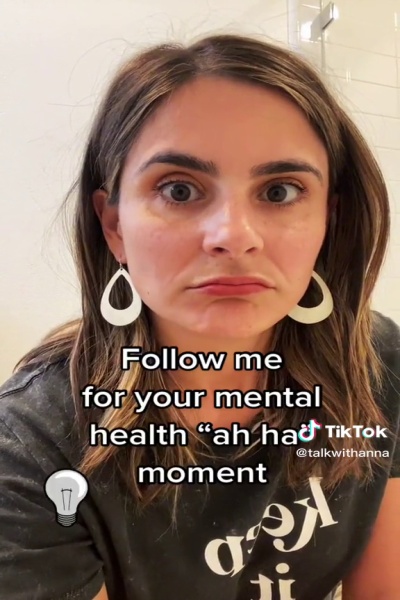 Follow me
for your mental
health “ah ha”
moment
TikTok
@talkwithanna
keep
it